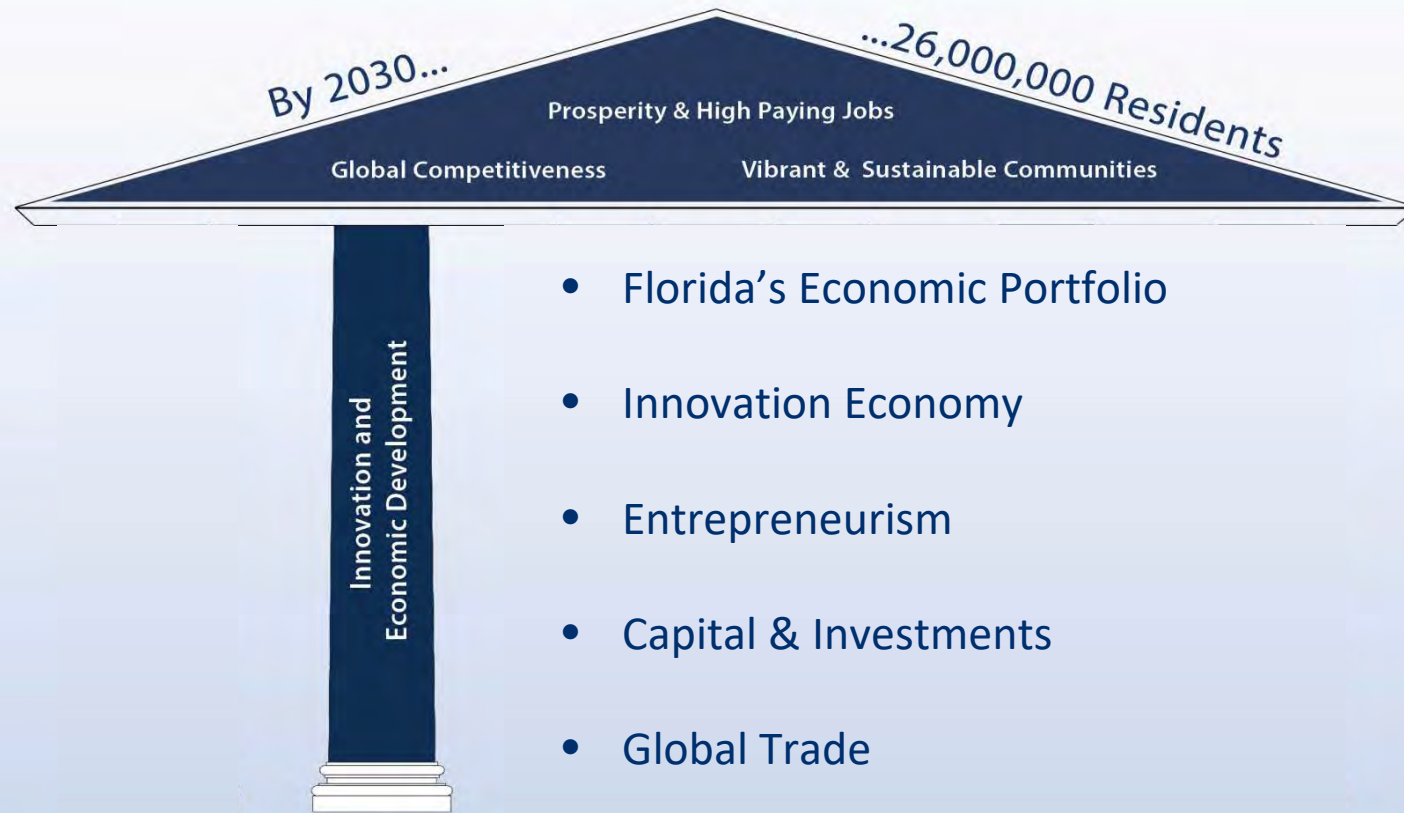 By 2030...
...26,000,000 Residents
Prosperity & High Paying Jobs
Global Competitiveness
Vibrant & Sustainable Communities
Innovation and
Economic Development
• Florida’s Economic Portfolio
• Innovation Economy
• Entrepreneurism
• Capital & Investments
• Global Trade